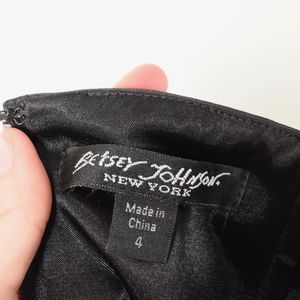 BETSEY JOHNSON.
NEW YORK
Made in
China
4